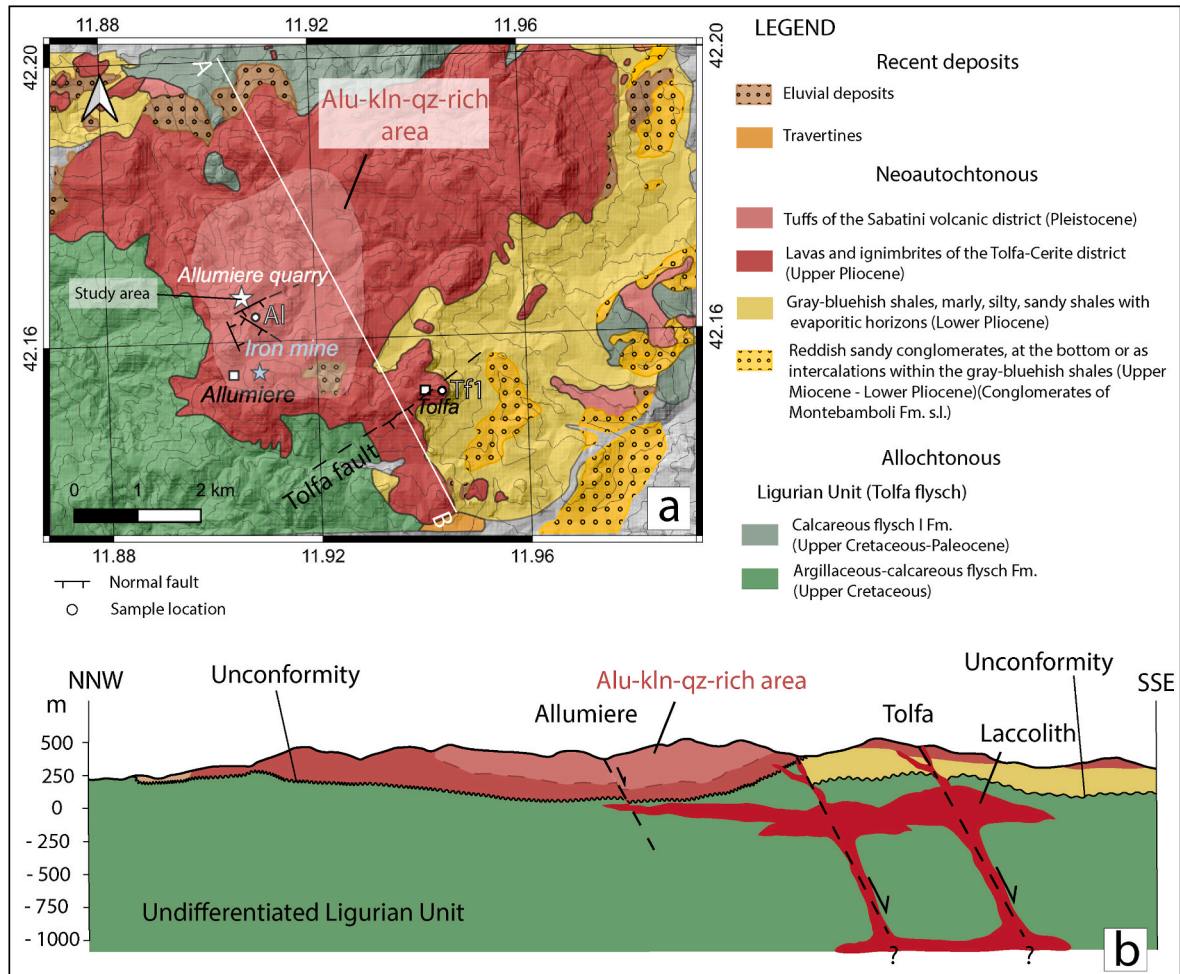 11.88
11.92
11.96
42.20
42.20
A
Alu-kln-qz-rich
area
Allumiere quarry
Study area
Al
42.16
42.16
Iron mine
Allumiere
Tf1
Tolfa
Tolfa fault
0 1 2 km
B
a
11.88
11.92
11.96
Normal fault
Sample location
LEGEND
Recent deposits
Eluvial deposits
Travertines
Neoautochtonous
Tuffs of the Sabatini volcanic district (Pleistocene)
Lavas and ignimbrites of the Tolfa-Cerite district
(Upper Pliocene)
Gray-bluehish shales, marly, silty, sandy shales with
evaporitic horizons (Lower Pliocene)
Reddish sandy conglomerates, at the bottom or as
intercalations within the gray-bluehish shales (Upper
Miocene - Lower Pliocene)(Conglomerates of
Montebamboli Fm. s.l.)
Allochtonous
Ligurian Unit (Tolfa flysch)
Calcareous flysch I Fm.
(Upper Cretaceous-Paleocene)
Argillaceous-calcareous flysch Fm.
(Upper Cretaceous)
NNW
Unconformity
Alu-kln-qz-rich area
Unconformity
SSE
m
Allumiere
Tolfa
Laccolith
500
250
0
- 250
- 500
- 750
- 1000
Undifferentiated Ligurian Unit
? ?
b